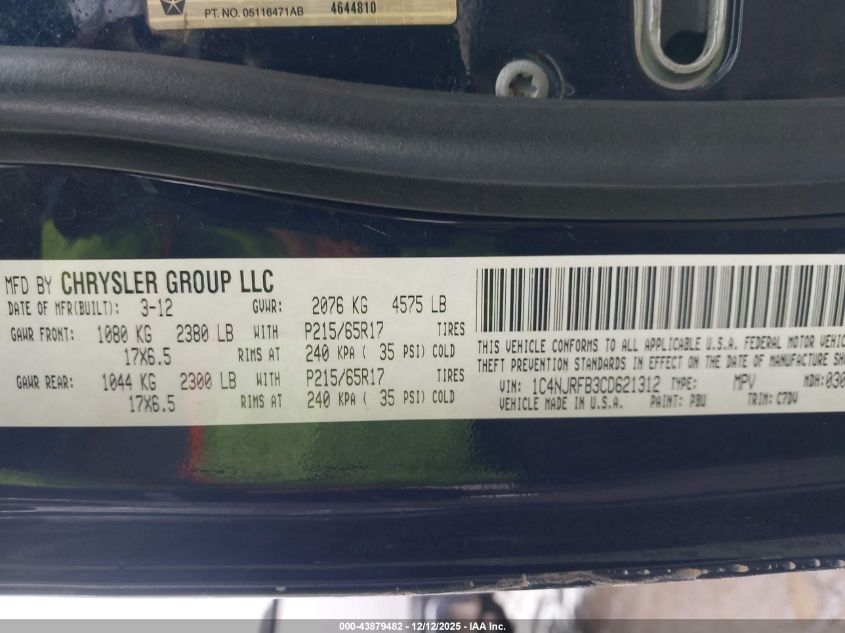 PT. NO. 05116471AB 4644810
MFD BY CHRYSLER GROUP LLC
DATE OF MFR(BUILT): 3-12 GVWR: 2076 KG 4575 LB
GAWR FRONT: 1080 KG 2380 LB WITH P215/65R17 TIRES
17X6.5 RIMS AT 240 KPA ( 35 PSI) COLD
GAWR REAR: 1044 KG 2300 LB WITH P215/65R17 TIRES
17X6.5 RIMS AT 240 KPA ( 35 PSI) COLD
THIS VEHICLE CONFORMS TO ALL APPLICABLE U.S.A. FEDERAL MOTOR VEHIC
THEFT PREVENTION STANDARDS IN EFFECT ON THE DATE OF MANUFACTURE SH
VIN: 1C4NJRFB3CD621312 TYPE: MPV MDH: 030
VEHICLE MADE IN U.S.A. PAINT: PBU TRIM: C7DV
000-43879482 - 12/12/2025 - IAA Inc.